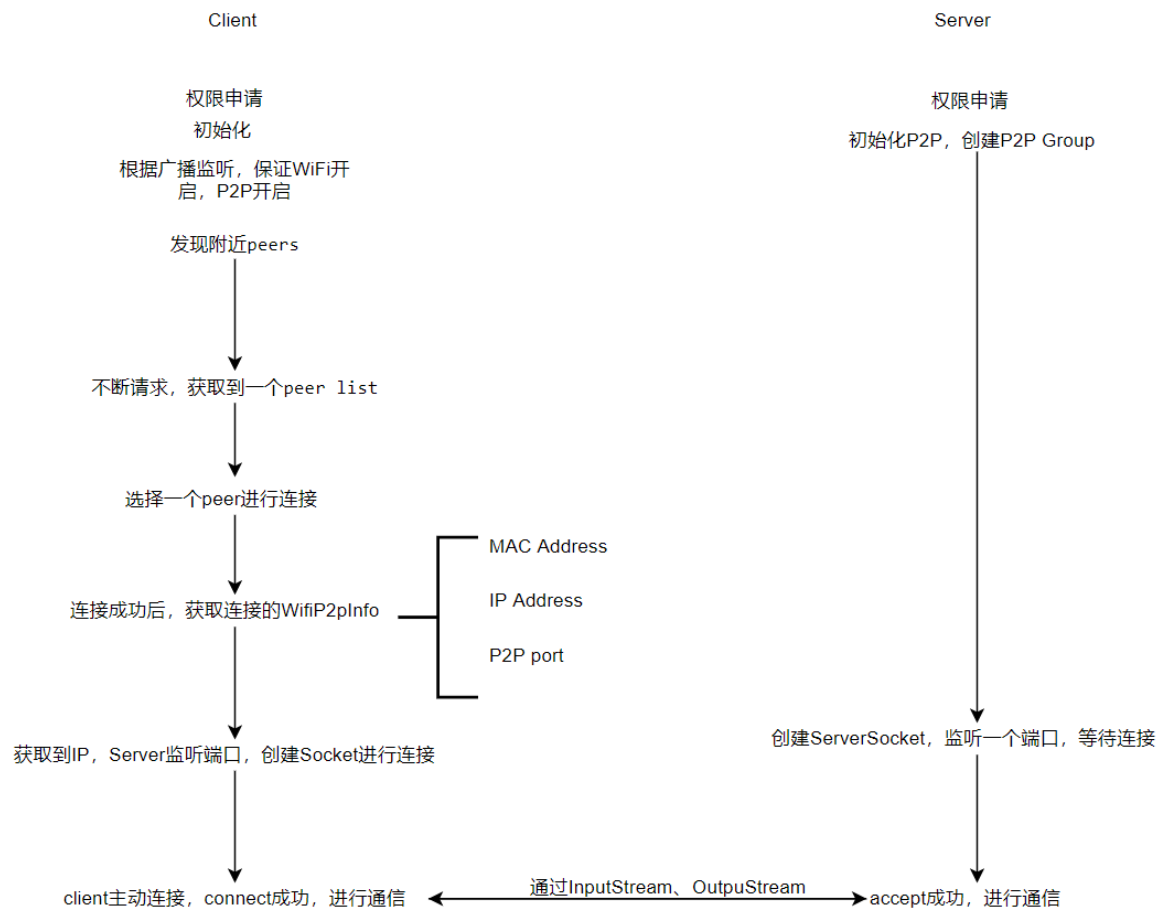 Client
Server
权限申请
初始化
根据广播监听，保证WiFi开
启，P2P开启
发现附近peers
不断请求，获取到一个peer list
选择一个peer进行连接
连接成功后，获取连接的WifiP2pInfo
MAC Address
IP Address
P2P port
获取到IP，Server监听端口，创建Socket进行连接
client主动连接，connect成功，进行通信
通过InputStream、OutpuStream
权限申请
初始化P2P，创建P2P Group
创建ServerSocket，监听一个端口，等待连接
accept成功，进行通信